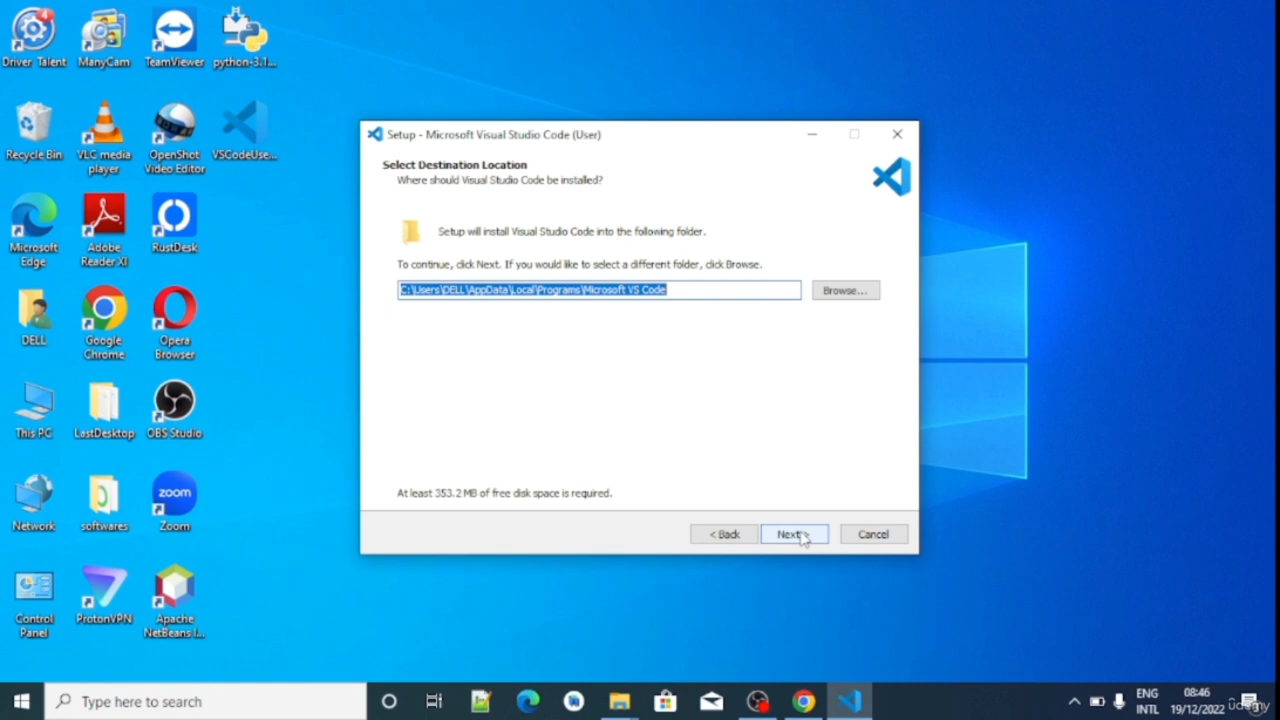 Driver Talent
ManyCam
TeamViewer
python-3.1...
Recycle Bin
VLC media
player
OpenShot
Video Editor
VSCodeUse...
Microsoft
Edge
Adobe
Reader XI
RustDesk
DELL
Google
Chrome
Opera
Browser
This PC
LastDesktop
OBS Studio
Network
softwares
zoom
Zoom
Control
Panel
ProtonVPN
Apache
NetBeans I...
Setup - Microsoft Visual Studio Code (User)
Select Destination Location
Where should Visual Studio Code be installed?
Setup will install Visual Studio Code into the following folder.
To continue, click Next. If you would like to select a different folder, click Browse.
C:\Users\DELL\AppData\Local\Programs\Microsoft VS Code
Browse...
At least 353.2 MB of free disk space is required.
< Back
Next
Cancel
Type here to search
ENG
INTL
08:46
19/12/2022
udemy